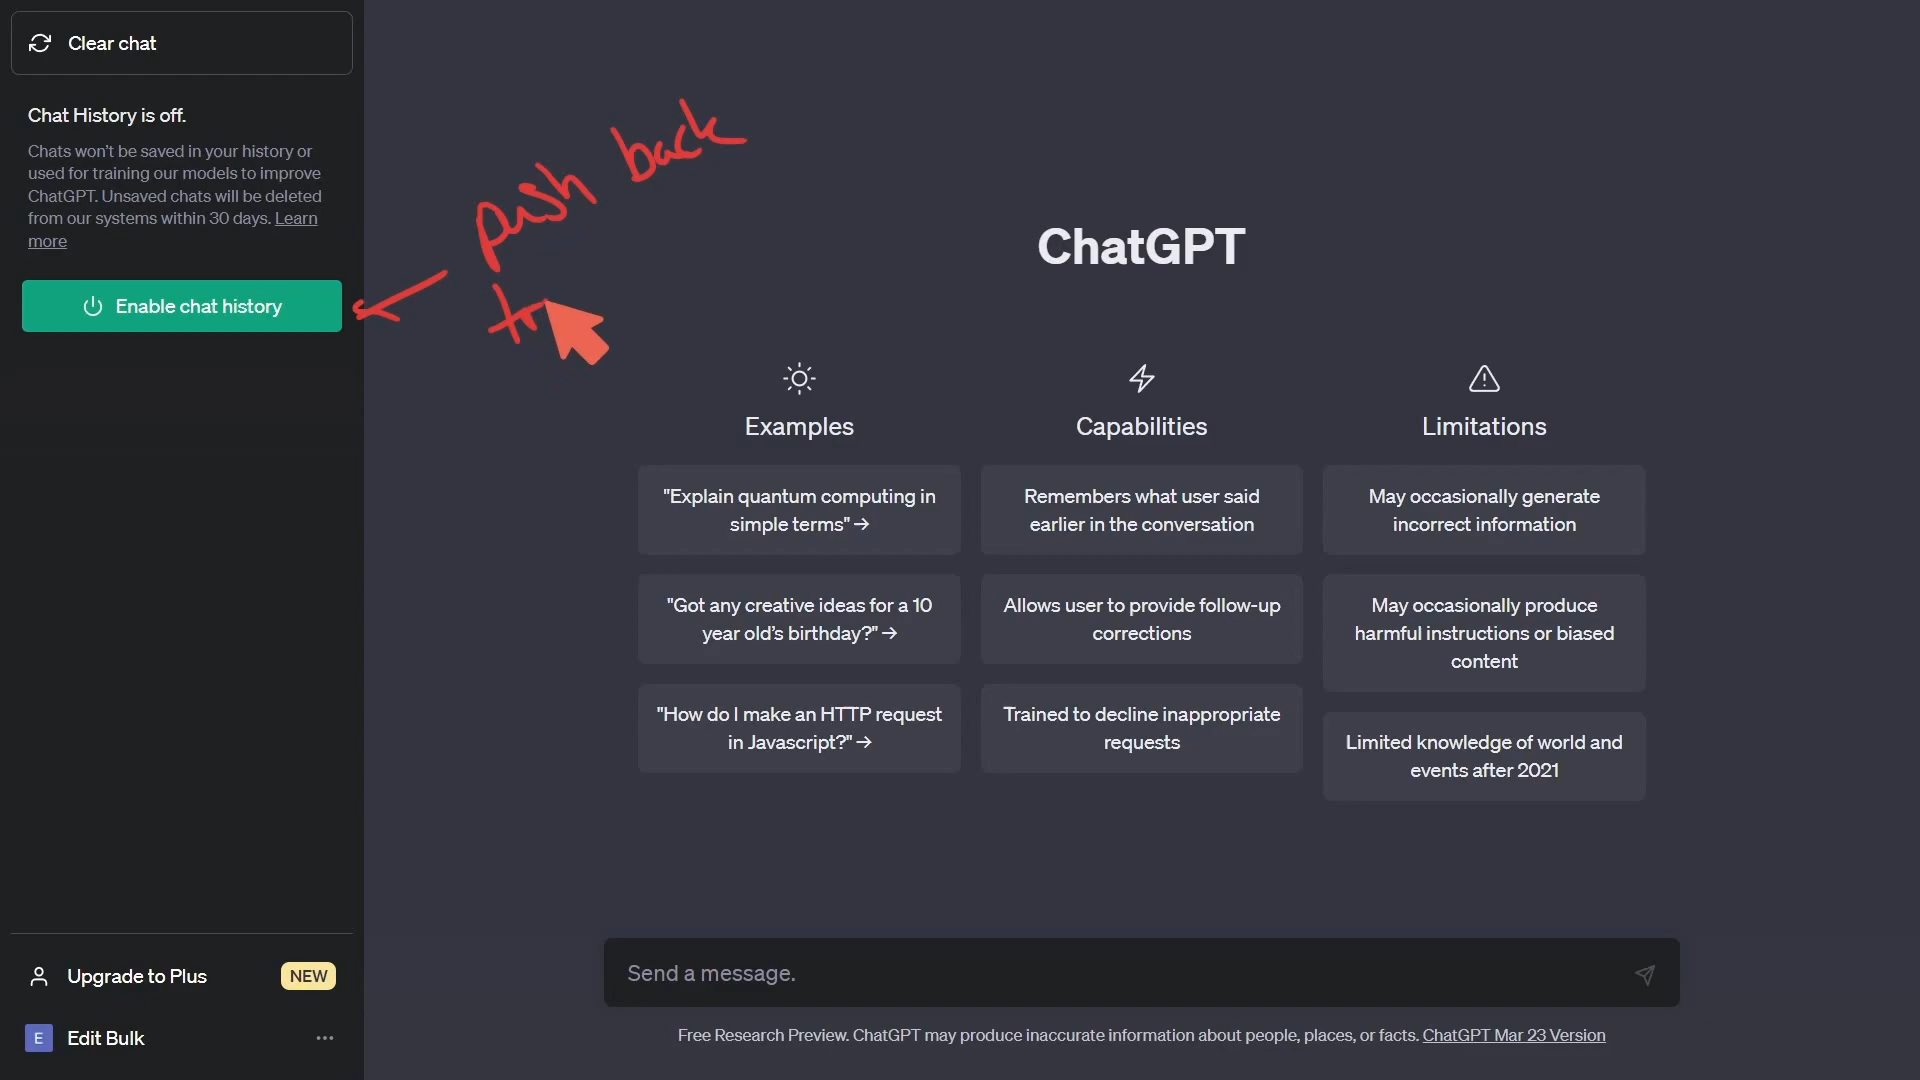 Clear chat
Chat History is off.
Chats won't be saved in your history or
used for training our models to improve
ChatGPT. Unsaved chats will be deleted
from our systems within 30 days. Learn
more
Enable chat history
push back
to
ChatGPT
Examples
"Explain quantum computing in
simple terms" →
"Got any creative ideas for a 10
year old's birthday?" →
"How do I make an HTTP request
in Javascript?" →
Capabilities
Remembers what user said
earlier in the conversation
Allows user to provide follow-up
corrections
Trained to decline inappropriate
requests
Limitations
May occasionally generate
incorrect information
May occasionally produce
harmful instructions or biased
content
Limited knowledge of world and
events after 2021
Upgrade to Plus NEW
E Edit Bulk
Send a message.
Free Research Preview. ChatGPT may produce inaccurate information about people, places, or facts. ChatGPT Mar 23 Version